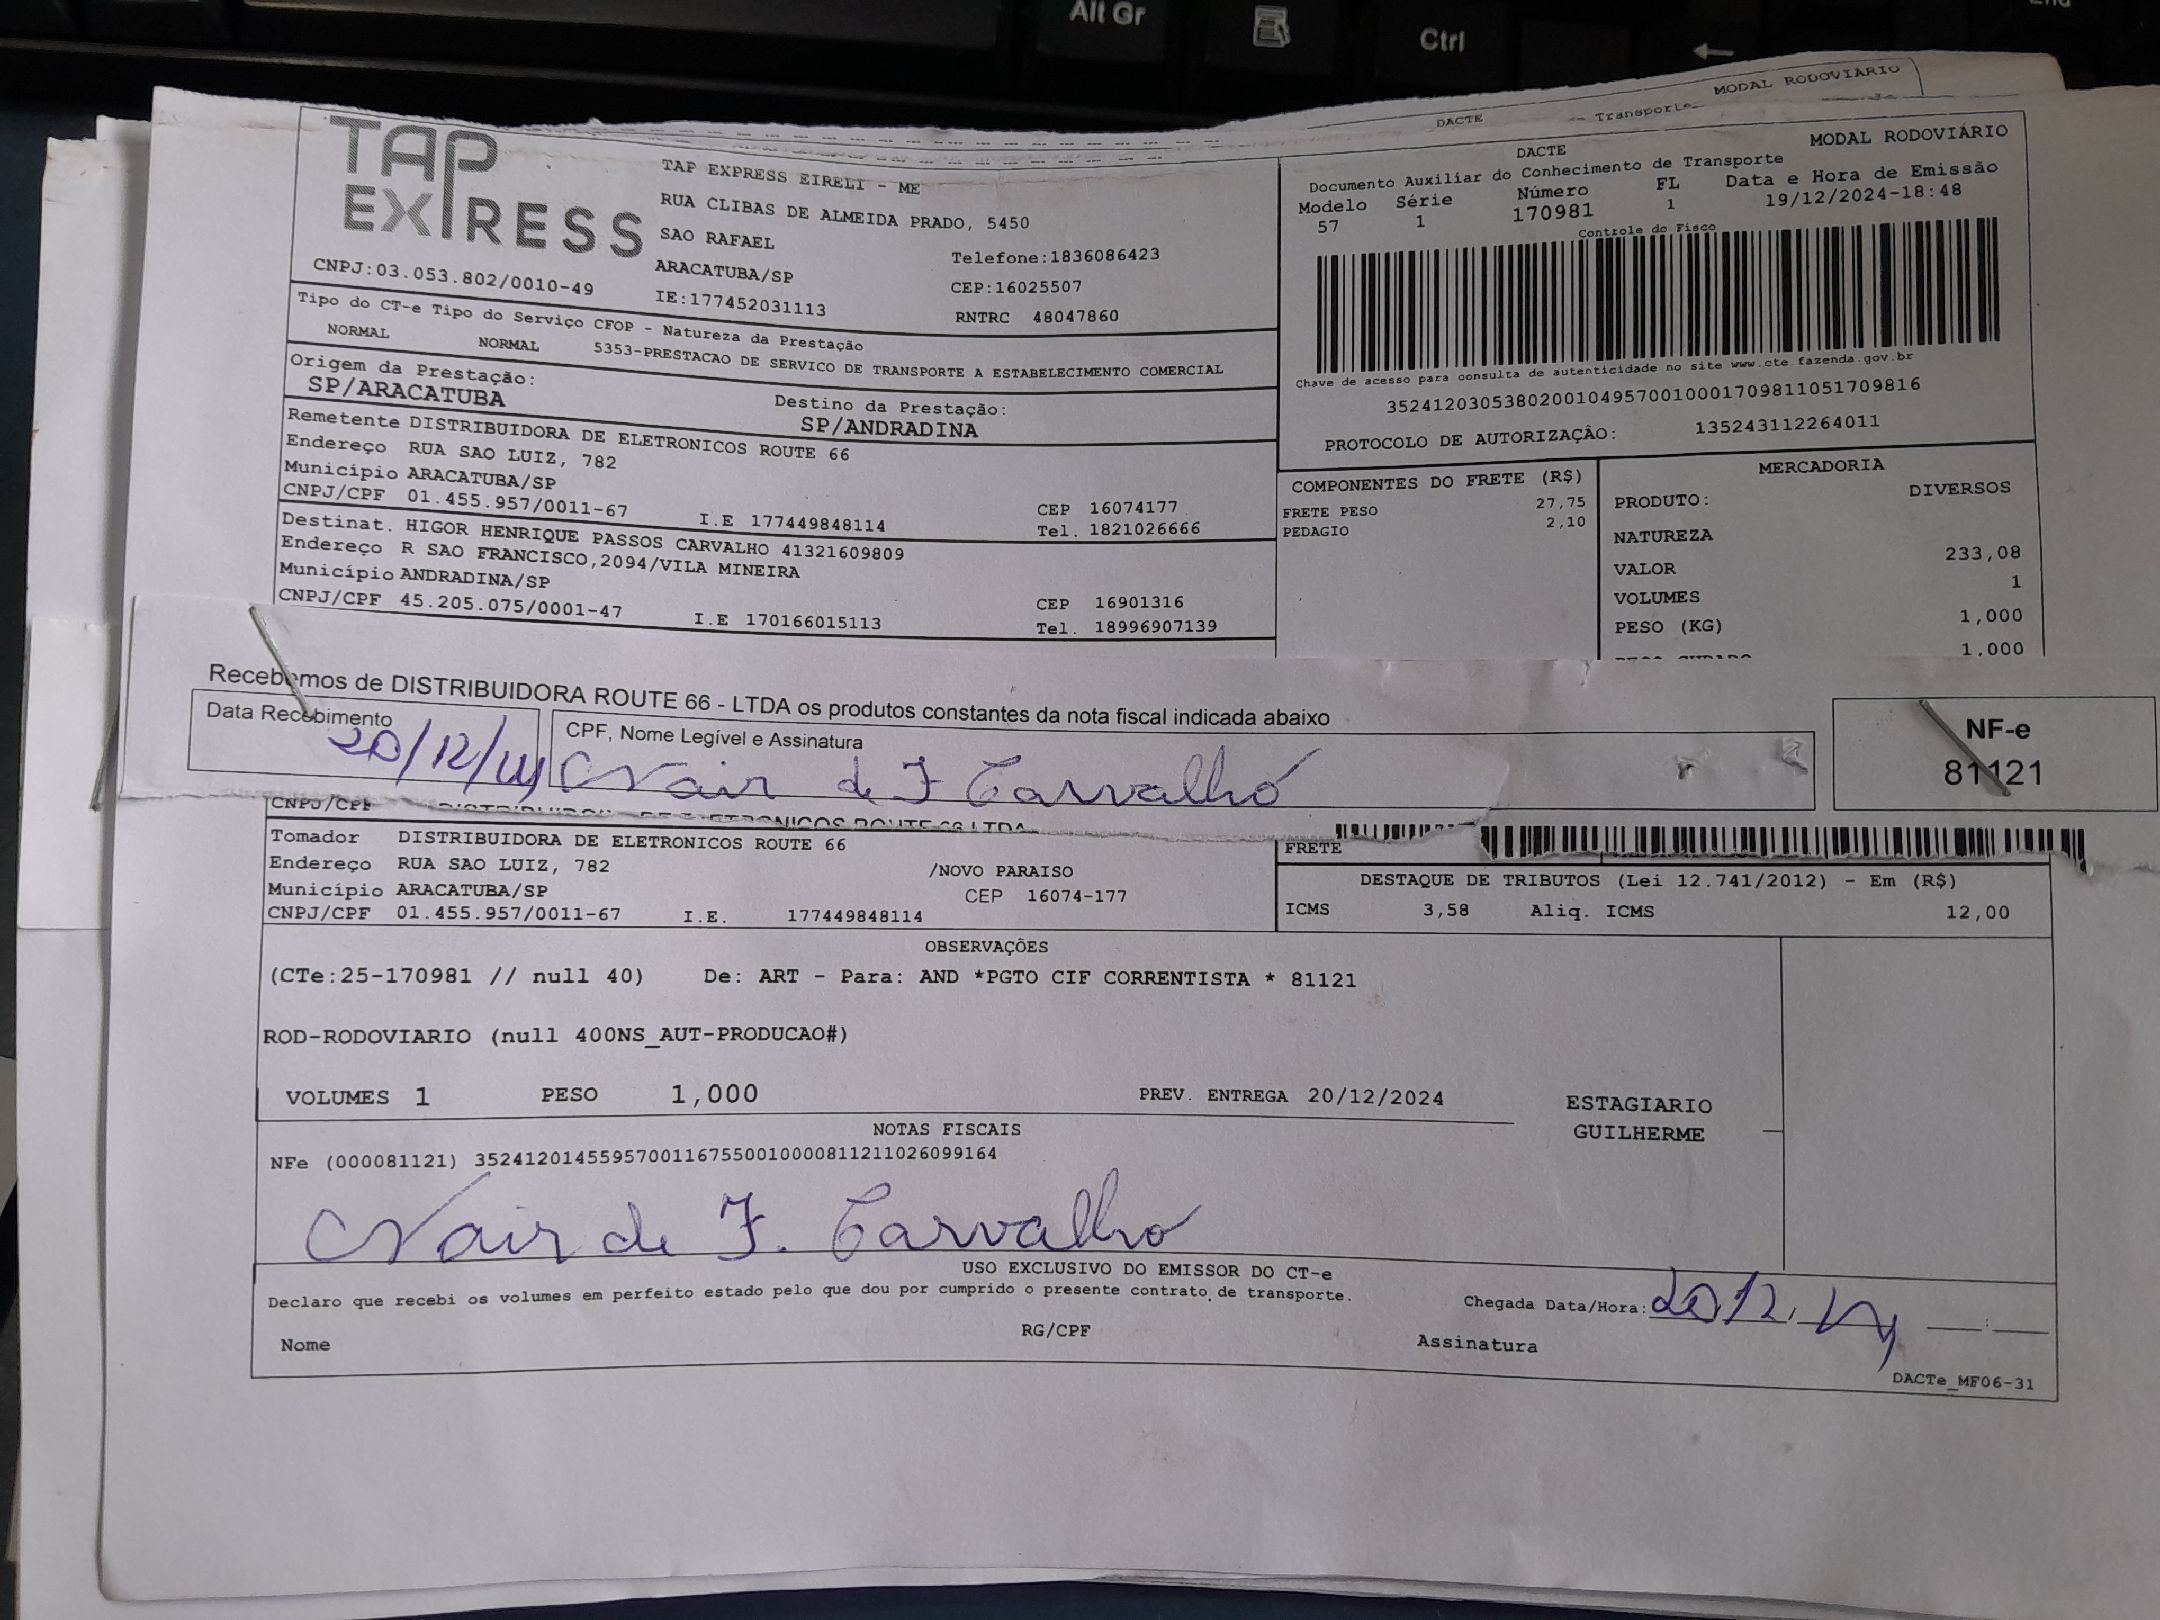 Alt Gr
Ctrl
MODAL RODOVIÁRIO
DACTE
TAP EXPRESS
TAP EXPRESS EIRELI - ME
RUA CLIBAS DE ALMEIDA PRADO, 5450
SAO RAFAEL
Telefone:1836086423
ARACATUBA/SP
CEP:16025507
CNPJ:03.053.802/0010-49
IE:177452031113
RNTRC 48047860
DACTE
MODAL RODOVIÁRIO
Documento Auxiliar do Conhecimento de Transporte
Modelo Série Número FL Data e Hora de Emissão
57 1 170981 1 19/12/2024-18:48
Controle do Fisco
Chave de acesso para consulta de autenticidade no site www.cte.fazenda.gov.br
35241203053802001049570010001709811051709816
PROTOCOLO DE AUTORIZAÇÃO: 135243112264011
Tipo do CT-e Tipo do Serviço CFOP - Natureza da Prestação
NORMAL NORMAL 5353-PRESTACAO DE SERVICO DE TRANSPORTE A ESTABELECIMENTO COMERCIAL
Origem da Prestação: Destino da Prestação:
SP/ARACATUBA SP/ANDRADINA
Remetente DISTRIBUIDORA DE ELETRONICOS ROUTE 66
Endereço RUA SAO LUIZ, 782
Município ARACATUBA/SP CEP 16074177
CNPJ/CPF 01.455.957/0011-67 I.E 177449848114 Tel. 1821026666
Destinat. HIGOR HENRIQUE PASSOS CARVALHO 41321609809
Endereço R SAO FRANCISCO,2094/VILA MINEIRA
Município ANDRADINA/SP CEP 16901316
CNPJ/CPF 45.205.075/0001-47 I.E 170166015113 Tel. 18996907139
COMPONENTES DO FRETE (R$)
FRETE PESO 27,75
PEDAGIO 2,10
MERCADORIA
PRODUTO: DIVERSOS
NATUREZA
VALOR 233,08
VOLUMES 1
PESO (KG) 1,000
1,000
Recebemos de DISTRIBUIDORA ROUTE 66 - LTDA os produtos constantes da nota fiscal indicada abaixo
Data Recebimento
20/12/24
CPF, Nome Legível e Assinatura
Nair de F Carvalho
NF-e
81121
CNPJ/CPF
Tomador DISTRIBUIDORA DE ELETRONICOS ROUTE 66
Endereço RUA SAO LUIZ, 782 /NOVO PARAISO
Município ARACATUBA/SP CEP 16074-177
CNPJ/CPF 01.455.957/0011-67 I.E. 177449848114
FRETE
DESTAQUE DE TRIBUTOS (Lei 12.741/2012) - Em (R$)
ICMS 3,58 Aliq. ICMS 12,00
OBSERVAÇÕES
(CTe:25-170981 // null 40) De: ART - Para: AND *PGTO CIF CORRENTISTA * 81121
ROD-RODOVIARIO (null 400NS_AUT-PRODUCAO#)
VOLUMES 1 PESO 1,000 PREV. ENTREGA 20/12/2024
ESTAGIARIO
GUILHERME
NOTAS FISCAIS
NFe (000081121) 35241201455957001167550010000811211026099164
Nair de F. Carvalho
USO EXCLUSIVO DO EMISSOR DO CT-e
Declaro que recebi os volumes em perfeito estado pelo que dou por cumprido o presente contrato de transporte.
Chegada Data/Hora: 20/12/24
Nome RG/CPF Assinatura
DACTe_MF06-31